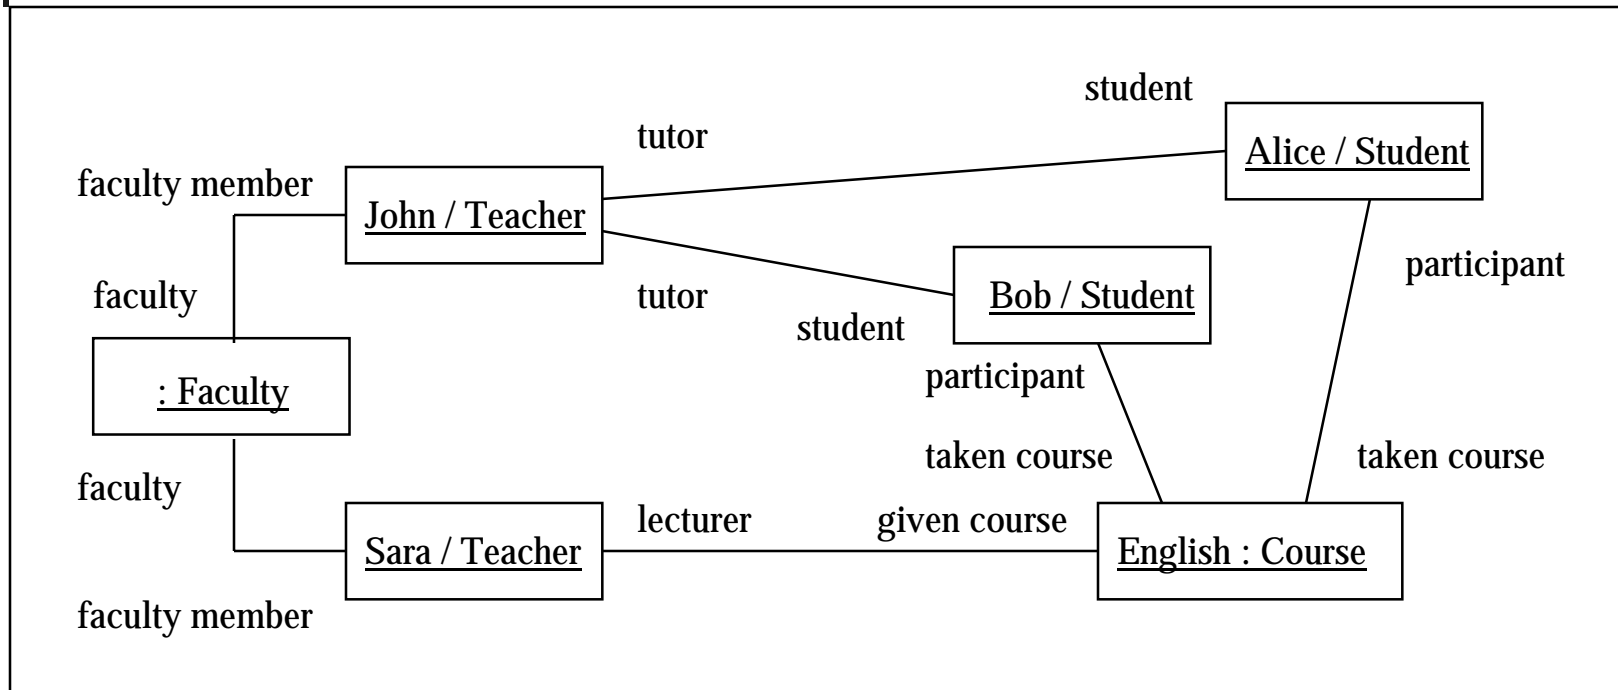 student
tutor
Alice / Student
faculty member
John / Teacher
participant
faculty
tutor
Bob / Student
student
participant
: Faculty
taken course
taken course
faculty
lecturer
given course
Sara / Teacher
English : Course
faculty member